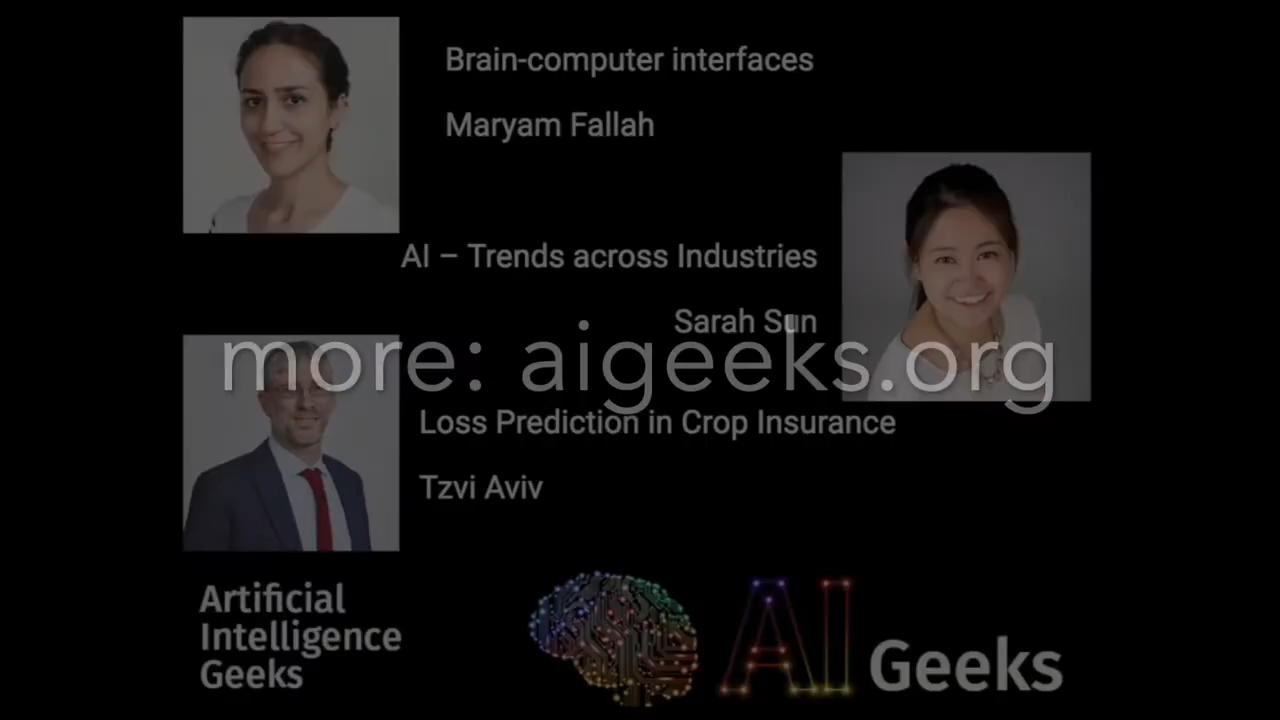 Brain-computer interfaces
Maryam Fallah
AI – Trends across Industries
Sarah Sun
more: aigeeks.org
Loss Prediction in Crop Insurance
Tzvi Aviv
Artificial
Intelligence
Geeks
AI Geeks